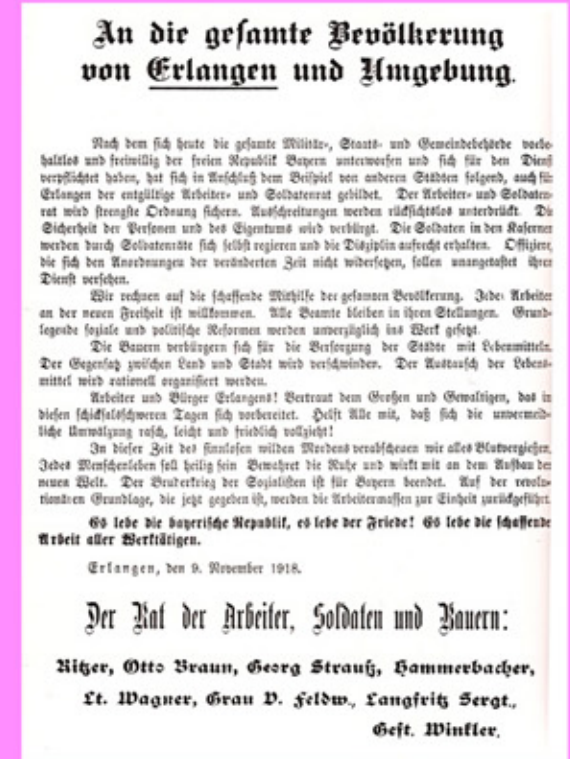 An die gesamte Bevölkerung
von Erlangen und Umgebung.
Nach dem sich heute die gesamte Militär-, Staats- und Gemeindebehörde vorbe-
haltlos und freiwillig der freien Republik Bayern unterworfen und sich für den Dienst
verpflichtet haben, hat sich in Anschluß dem Beispiel von anderen Städten folgend, auch für
Erlangen der entgültige Arbeiter- und Soldatenrat gebildet. Der Arbeiter- und Soldaten-
rat wird strengste Ordnung sichern. Ausschreitungen werden rücksichtslos unterdrückt. Die
Sicherheit der Personen und des Eigentums wird verbürgt. Die Soldaten in den Kasernen
werden durch Soldatenräte sich selbst regieren und die Disziplin aufrecht erhalten. Offiziere,
die sich den Anordnungen der veränderten Zeit nicht widersetzen, sollen unangetastet ihren
Dienst versehen.
Wir rechnen auf die schaffende Mithilfe der gesamten Bevölkerung. Jeder Arbeiter
an der neuen Freiheit ist willkommen. Alle Beamte bleiben in ihren Stellungen. Grund-
legende soziale und politische Reformen werden unverzüglich ins Werk gesetzt.
Die Bauern verbürgern sich für die Versorgung der Städte mit Lebensmitteln.
Der Gegensatz zwischen Land und Stadt wird verschwinden. Der Austausch der Lebens-
mittel wird rationell organisiert werden.
Arbeiter und Bürger Erlangens! Vertraut dem Großen und Gewaltigen, das in
diesen schicksalschweren Tagen sich vorbereitet. Helft Alle mit, daß sich die unvermeid-
liche Umwälzung rasch, leicht und friedlich vollzieht!
In dieser Zeit des sinnlosen wilden Mordens verabscheuen wir alles Blutvergießen.
Jedes Menschenleben soll heilig sein Bewahret die Ruhe und wirkt mit an dem Aufbau der
neuen Welt. Der Bruderkrieg der Sozialisten ist für Bayern beendet. Auf der revolu-
tionären Grundlage, die jetzt gegeben ist, werden die Arbeitermassen zur Einheit zurückgeführt.
Es lebe die bayerische Republik, es lebe der Friede! Es lebe die schaffende
Arbeit aller Werktätigen.
Erlangen, den 9. November 1918.
Der Rat der Arbeiter, Soldaten und Bauern:
Ritzer, Otto Braun, Georg Strauß, Hammerbacher,
Lt. Wagner, Grau V. Feldw., Langfritz Sergt.,
Gest. Winkler.